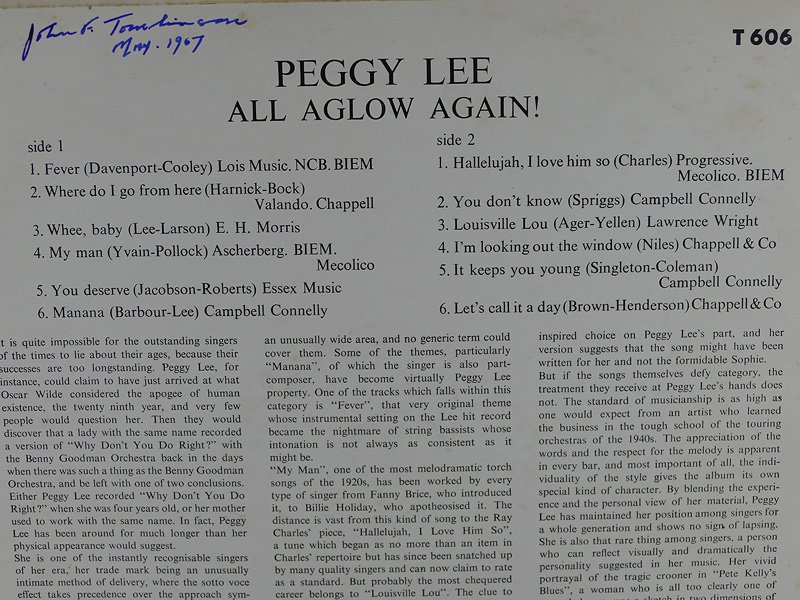 John F. Tomlinson
May. 1967
T 606
PEGGY LEE
ALL AGLOW AGAIN!
side 1
1. Fever (Davenport-Cooley) Lois Music. NCB. BIEM
2. Where do I go from here (Harnick-Bock)
Valando. Chappell
3. Whee, baby (Lee-Larson) E. H. Morris
4. My man (Yvain-Pollock) Ascherberg. BIEM.
Mecolico
5. You deserve (Jacobson-Roberts) Essex Music
6. Manana (Barbour-Lee) Campbell Connelly
side 2
1. Hallelujah, I love him so (Charles) Progressive.
Mecolico. BIEM
2. You don't know (Spriggs) Campbell Connelly
3. Louisville Lou (Ager-Yellen) Lawrence Wright
4. I'm looking out the window (Niles) Chappell & Co
5. It keeps you young (Singleton-Coleman)
Campbell Connelly
6. Let's call it a day (Brown-Henderson) Chappell & Co
t is quite impossible for the outstanding singers
of the times to lie about their ages, because their
successes are too longstanding. Peggy Lee, for
instance, could claim to have just arrived at what
Oscar Wilde considered the apogee of human
existence, the twenty ninth year, and very few
people would question her. Then they would
discover that a lady with the same name recorded
a version of "Why Don't You Do Right?" with
the Benny Goodman Orchestra back in the days
when there was such a thing as the Benny Goodman
Orchestra, and be left with one of two conclusions.
Either Peggy Lee recorded "Why Don't You Do
Right?" when she was four years old, or her mother
used to work with the same name. In fact, Peggy
Lee has been around for much longer than her
physical appearance would suggest.
She is one of the instantly recognisable singers
of her era, her trade mark being an unusually
intimate method of delivery, where the sotto voce
effect takes precedence over the approach sym-
an unusually wide area, and no generic term could
cover them. Some of the themes, particularly
"Manana", of which the singer is also part-
composer, have become virtually Peggy Lee
property. One of the tracks which falls within this
category is "Fever", that very original theme
whose instrumental setting on the Lee hit record
became the nightmare of string bassists whose
intonation is not always as consistent as it
might be.
"My Man", one of the most melodramatic torch
songs of the 1920s, has been worked by every
type of singer from Fanny Brice, who introduced
it, to Billie Holiday, who apotheosised it. The
distance is vast from this kind of song to the Ray
Charles' piece, "Hallelujah, I Love Him So",
a tune which began as no more than an item in a
Charles' repertoire but has since been snatched up
by many quality singers and can now claim to rate
as a standard. But probably the most chequered
career belongs to "Louisville Lou". The clue to
inspired choice on Peggy Lee's part, and her
version suggests that the song might have been
written for her and not the formidable Sophie.
But if the songs themselves defy category, the
treatment they receive at Peggy Lee's hands does
not. The standard of musicianship is as high as
one would expect from an artist who learned
the business in the tough school of the touring
orchestras of the 1940s. The appreciation of the
words and the respect for the melody is apparent
in every bar, and most important of all, the indi-
viduality of the style gives the album its own
special kind of character. By blending the experi-
ence and the personal view of her material, Peggy
Lee has maintained her position among singers for
a whole generation and shows no sign of lapsing.
She is also that rare thing among singers, a person
who can reflect visually and dramatically the
personality suggested in her music. Her vivid
portrayal of the tragic crooner in "Pete Kelly's
Blues", a woman who is all too clearly one of
a sketch in two dimensions of